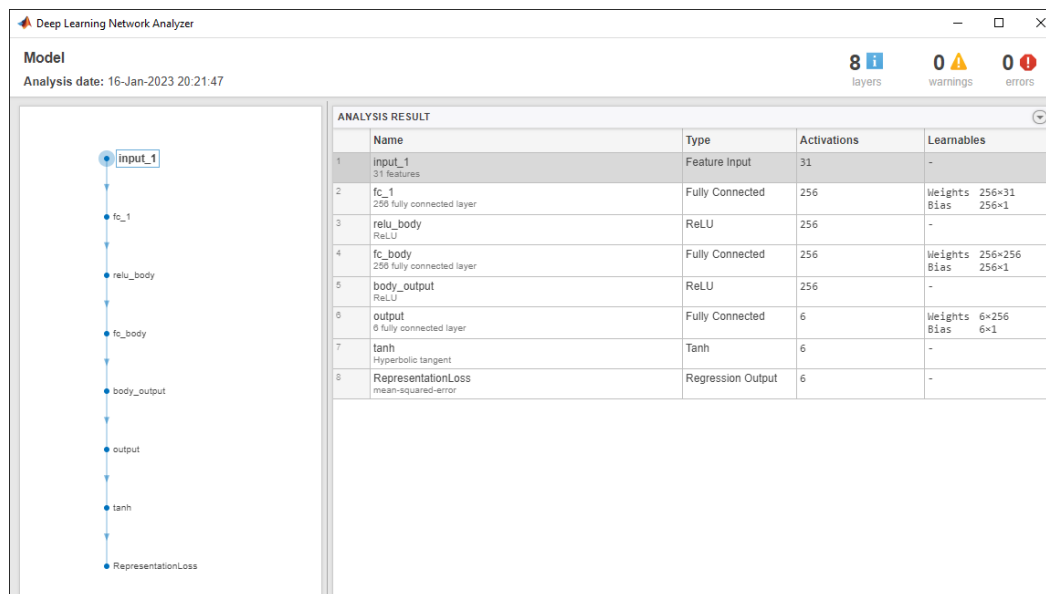 Deep Learning Network Analyzer
Model
Analysis date: 16-Jan-2023 20:21:47
8 i
layers
0
warnings
0
errors
input_1
fc_1
relu_body
fc_body
body_output
output
tanh
RepresentationLoss
ANALYSIS RESULT
Name Type Activations Learnables
1 input_1 Feature Input 31 -
31 features
2 fc_1 Fully Connected 256 Weights 256×31
256 fully connected layer Bias 256×1
3 relu_body ReLU 256 -
ReLU
4 fc_body Fully Connected 256 Weights 256×256
256 fully connected layer Bias 256×1
5 body_output ReLU 256 -
ReLU
6 output Fully Connected 6 Weights 6×256
6 fully connected layer Bias 6×1
7 tanh Tanh 6 -
Hyperbolic tangent
8 RepresentationLoss Regression Output 6 -
mean-squared-error